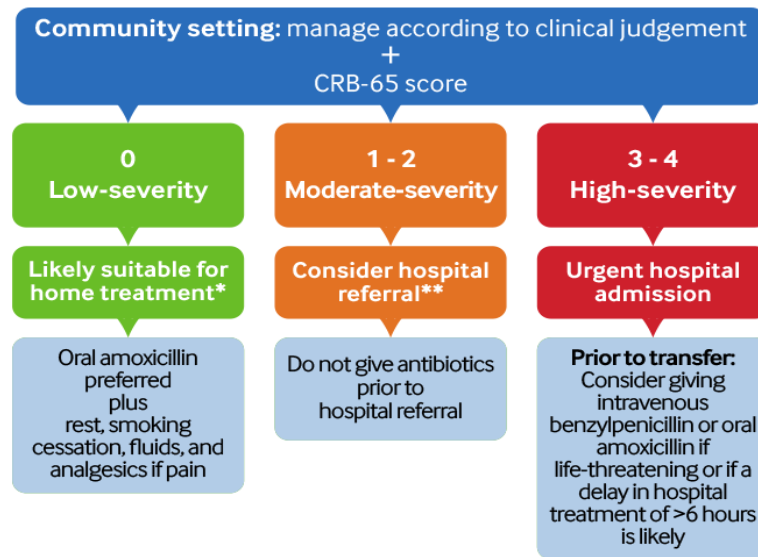 Community setting: manage according to clinical judgement
+
CRB-65 score
0
Low-severity
1 - 2
Moderate-severity
3 - 4
High-severity
Likely suitable for
home treatment*
Consider hospital
referral**
Urgent hospital
admission
Oral amoxicillin
preferred
plus
rest, smoking
cessation, fluids, and
analgesics if pain
Do not give antibiotics
prior to
hospital referral
Prior to transfer:
Consider giving
intravenous
benzylpenicillin or oral
amoxicillin if
life-threatening or if a
delay in hospital
treatment of >6 hours
is likely